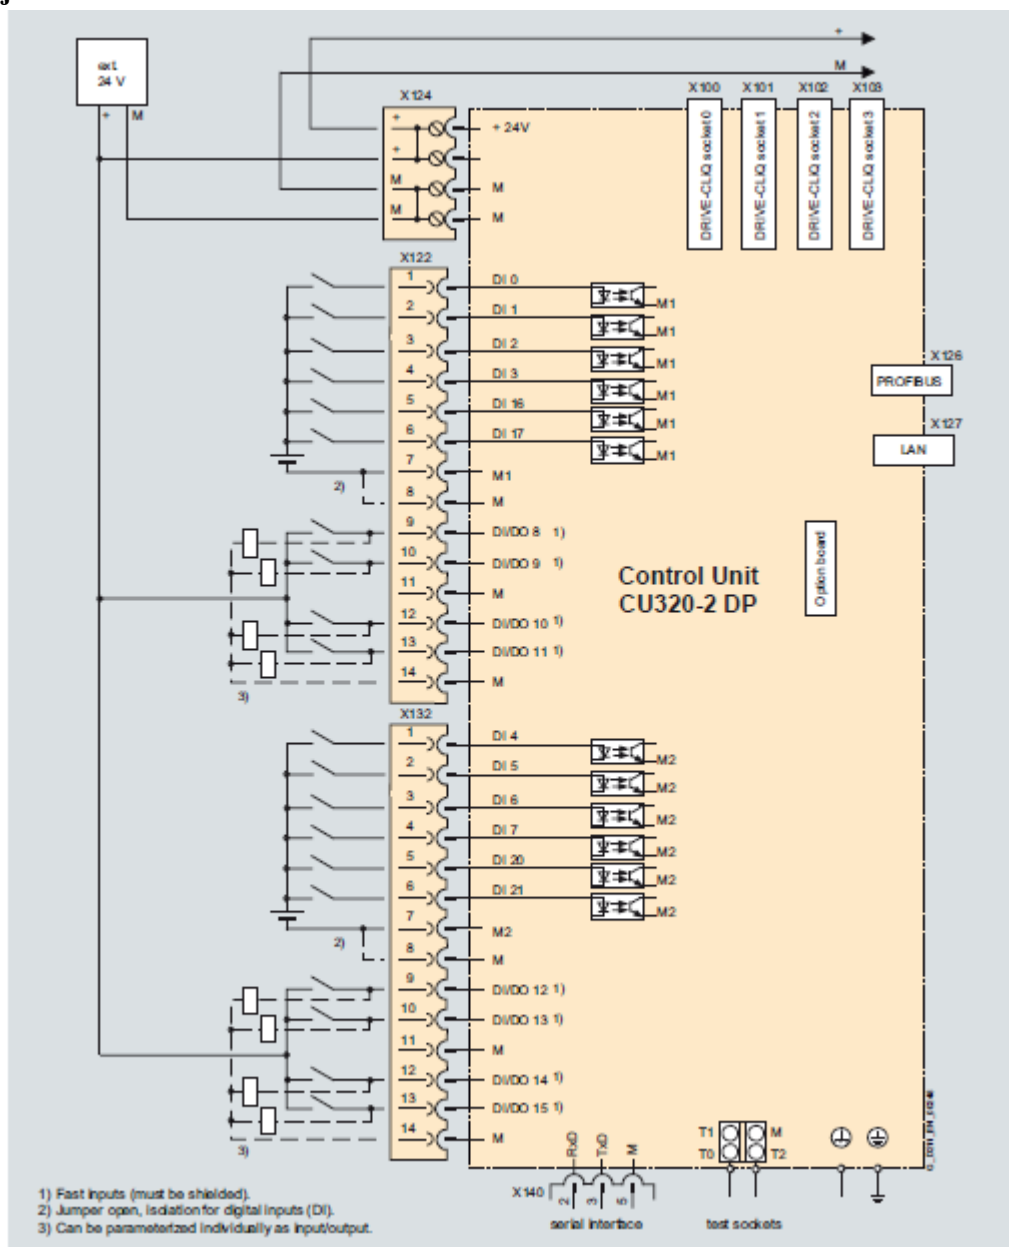 ext.
24 V
+ M
+
M
X124
+
+
M
M
+ 24V
M
M
X100 X101 X102 X103
DRIVE-CLiQ socket 0
DRIVE-CLiQ socket 1
DRIVE-CLiQ socket 2
DRIVE-CLiQ socket 3
X122
1 DI 0 M1
2 DI 1 M1
3 DI 2 M1
4 DI 3 M1
5 DI 16 M1
6 DI 17 M1
7 M1
2)
8 M
9 DI/DO 8 1)
10 DI/DO 9 1)
11 M
12 DI/DO 10 1)
13 DI/DO 11 1)
14 M
3)
X126
PROFIBUS
X127
LAN
Option board
Control Unit
CU320-2 DP
X132
1 DI 4 M2
2 DI 5 M2
3 DI 6 M2
4 DI 7 M2
5 DI 20 M2
6 DI 21 M2
7 M2
2)
8 M
9 DI/DO 12 1)
10 DI/DO 13 1)
11 M
12 DI/DO 14 1)
13 DI/DO 15 1)
14 M
3)
RxD TxD M
X140 2 3 5
serial interface
T1 M
T0 T2
test sockets
1) Fast inputs (must be shielded).
2) Jumper open, isolation for digital inputs (DI).
3) Can be parameterized individually as input/output.